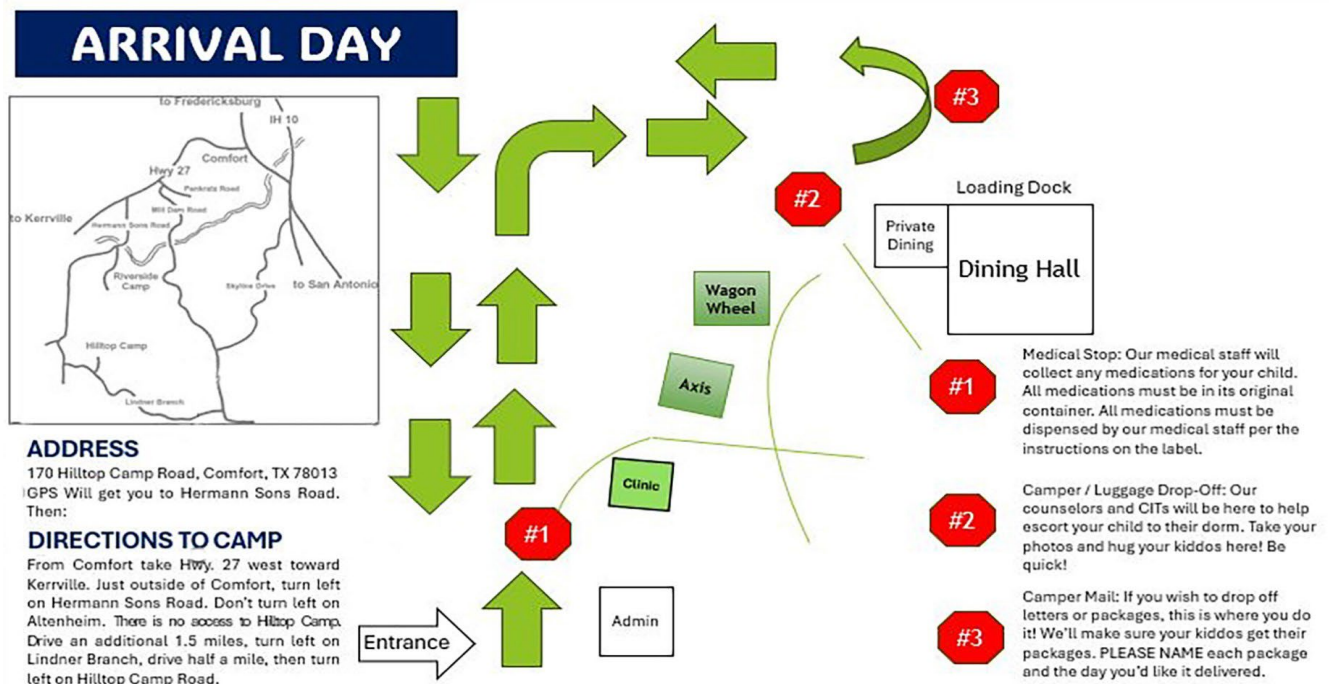 ARRIVAL DAY
to Fredericksburg
IH 10
Comfort
Hwy 27
Pankratz Road
Mill Dam Road
to Kerrville
Hermann Sons Road
Riverside
Camp
Skyline Drive
to San Antonio
Hilltop Camp
Lindner Branch
ADDRESS
170 Hilltop Camp Road, Comfort, TX 78013
GPS Will get you to Hermann Sons Road.
Then:
DIRECTIONS TO CAMP
From Comfort take Hwy. 27 west toward
Kerrville. Just outside of Comfort, turn left
on Hermann Sons Road. Don't turn left on
Altenheim. There is no access to Hilltop Camp.
Drive an additional 1.5 miles, turn left on
Lindner Branch, drive half a mile, then turn
left on Hilltop Camp Road.
#3
#2
Loading Dock
Private
Dining
Dining Hall
Wagon
Wheel
Axis
Clinic
#1
Admin
Entrance
#1
Medical Stop: Our medical staff will
collect any medications for your child.
All medications must be in its original
container. All medications must be
dispensed by our medical staff per the
instructions on the label.
#2
Camper / Luggage Drop-Off: Our
counselors and CITs will be here to help
escort your child to their dorm. Take your
photos and hug your kiddos here! Be
quick!
#3
Camper Mail: If you wish to drop off
letters or packages, this is where you do
it! We'll make sure your kiddos get their
packages. PLEASE NAME each package
and the day you'd like it delivered.